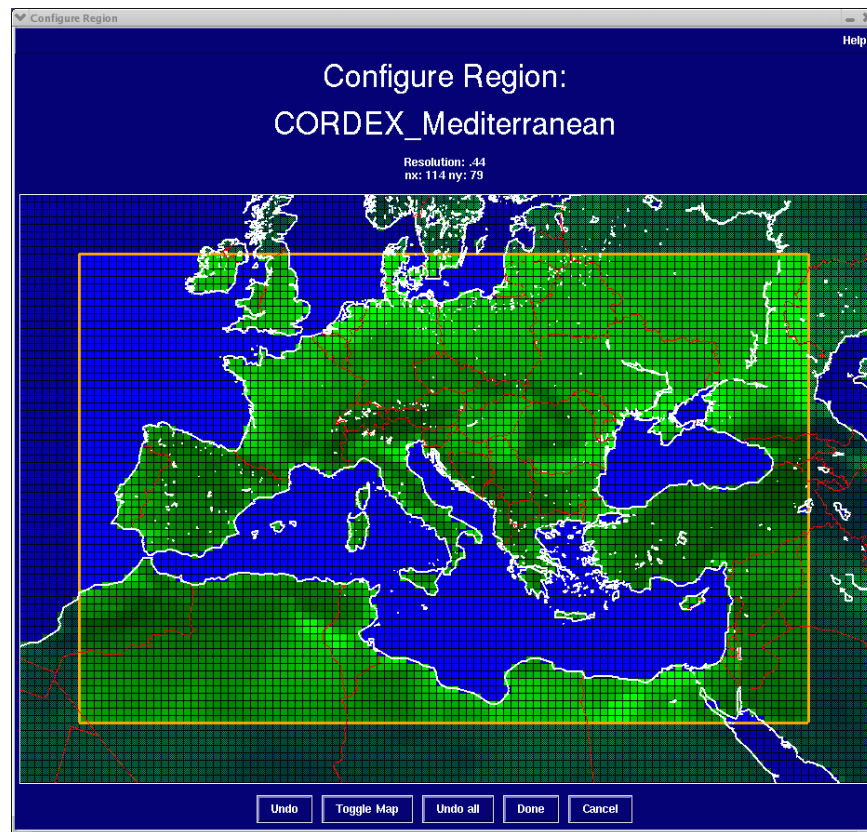 Configure Region
Help
Configure Region:
CORDEX_Mediterranean
Resolution: .44
nx: 114 ny: 79
Undo
Toggle Map
Undo all
Done
Cancel